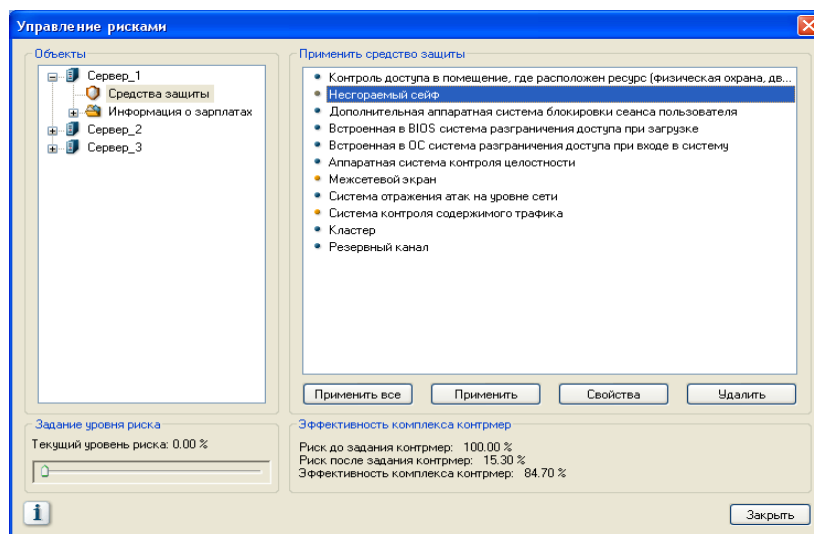 Управление рисками
Объекты
Сервер_1
Средства защиты
Информация о зарплатах
Сервер_2
Сервер_3
Применить средство защиты
Контроль доступа в помещение, где расположен ресурс (физическая охрана, дв...
Несгораемый сейф
Дополнительная аппаратная система блокировки сеанса пользователя
Встроенная в BIOS система разграничения доступа при загрузке
Встроенная в ОС система разграничения доступа при входе в систему
Аппаратная система контроля целостности
Межсетевой экран
Система отражения атак на уровне сети
Система контроля содержимого трафика
Кластер
Резервный канал
Применить все
Применить
Свойства
Удалить
Задание уровня риска
Текущий уровень риска: 0.00 %
Эффективность комплекса контрмер
Риск до задания контрмер: 100.00 %
Риск после задания контрмер: 15.30 %
Эффективность комплекса контрмер: 84.70 %
Закрыть